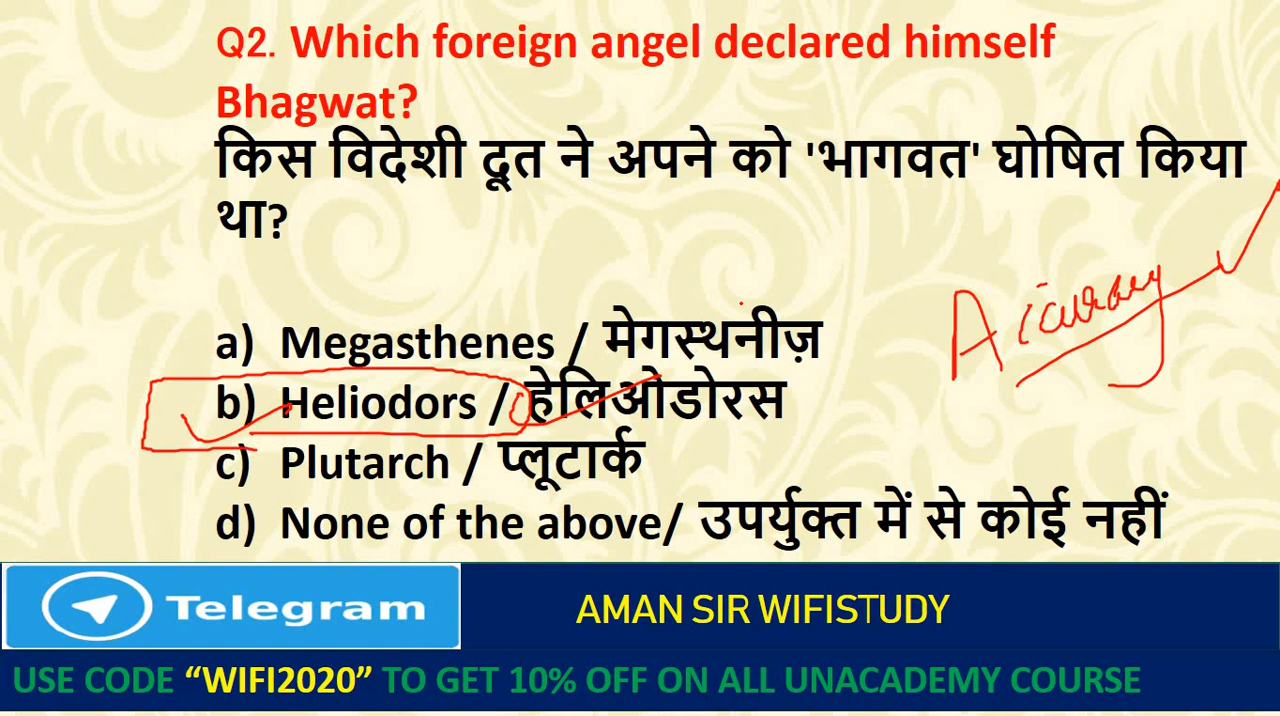 Q2. Which foreign angel declared himself
Bhagwat?
किस विदेशी दूत ने अपने को 'भागवत' घोषित किया
था?
a) Megasthenes / मेगस्थनीज़
b) Heliodors / हेलिओडोरस
c) Plutarch / प्लूटार्क
d) None of the above/ उपर्युक्त में से कोई नहीं
Telegram
AMAN SIR WIFISTUDY
USE CODE “WIFI2020” TO GET 10% OFF ON ALL UNACADEMY COURSE